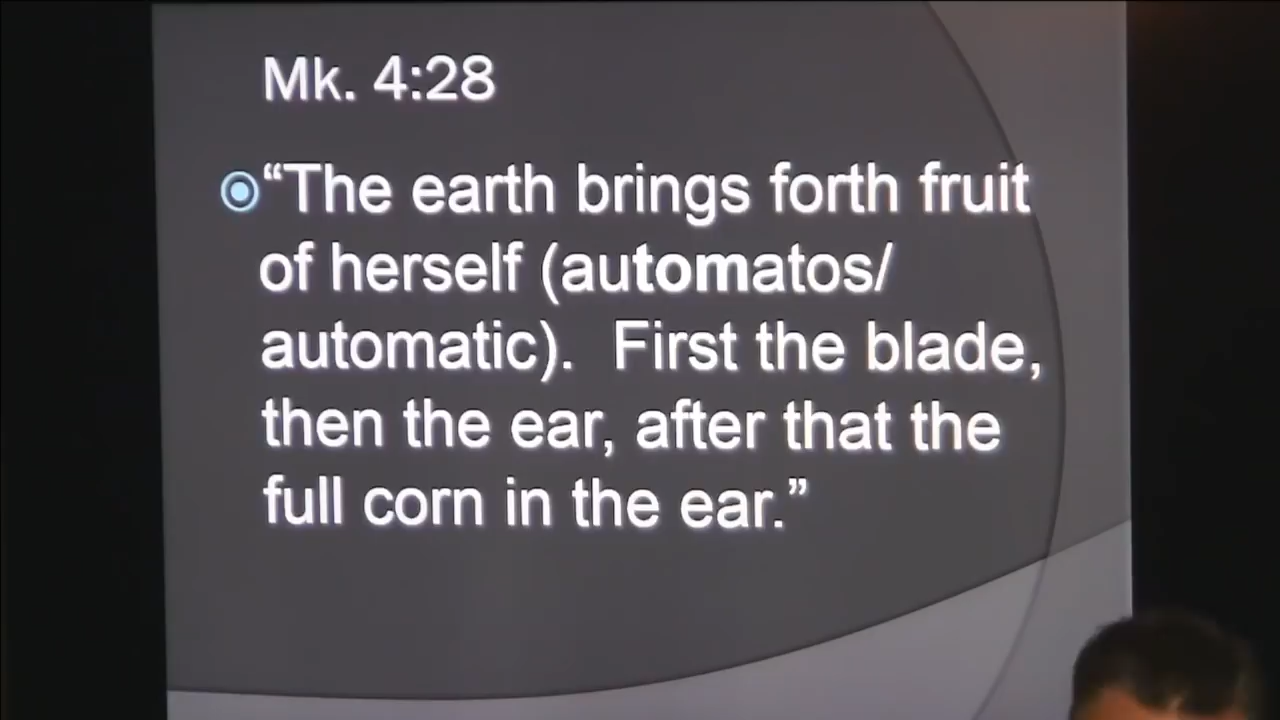 Mk. 4:28
“The earth brings forth fruit
of herself (automatos/
automatic).  First the blade,
then the ear, after that the
full corn in the ear.”